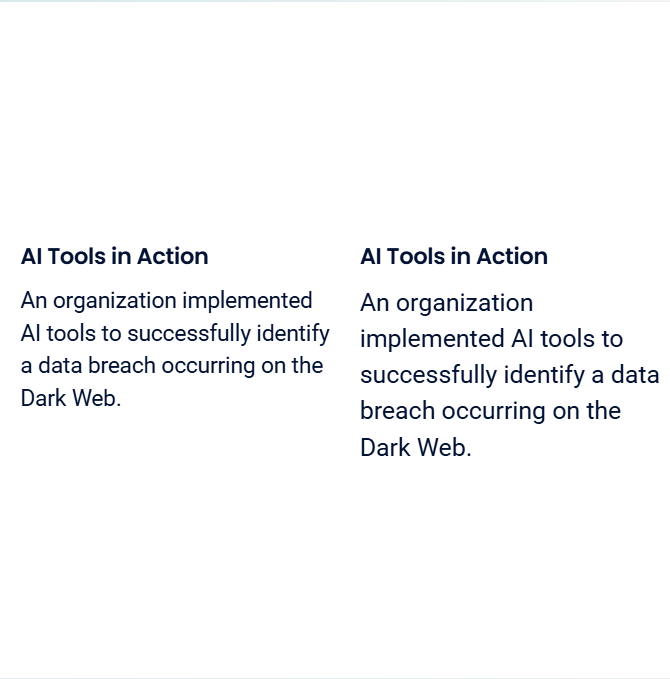 AI Tools in Action
An organization implemented
AI tools to successfully identify
a data breach occurring on the
Dark Web.
AI Tools in Action
An organization
implemented AI tools to
successfully identify a data
breach occurring on the
Dark Web.